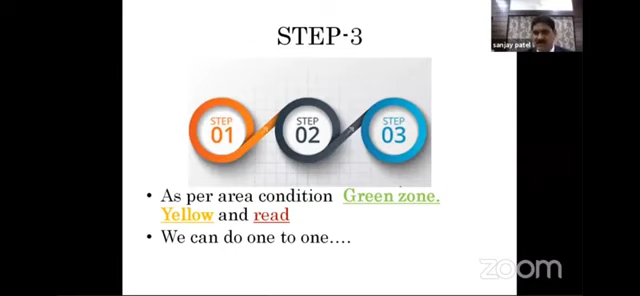 STEP-3
sanjay patel
STEP
01
STEP
02
STEP
03
• As per area condition Green zone.
Yellow and read
• We can do one to one….
zoom